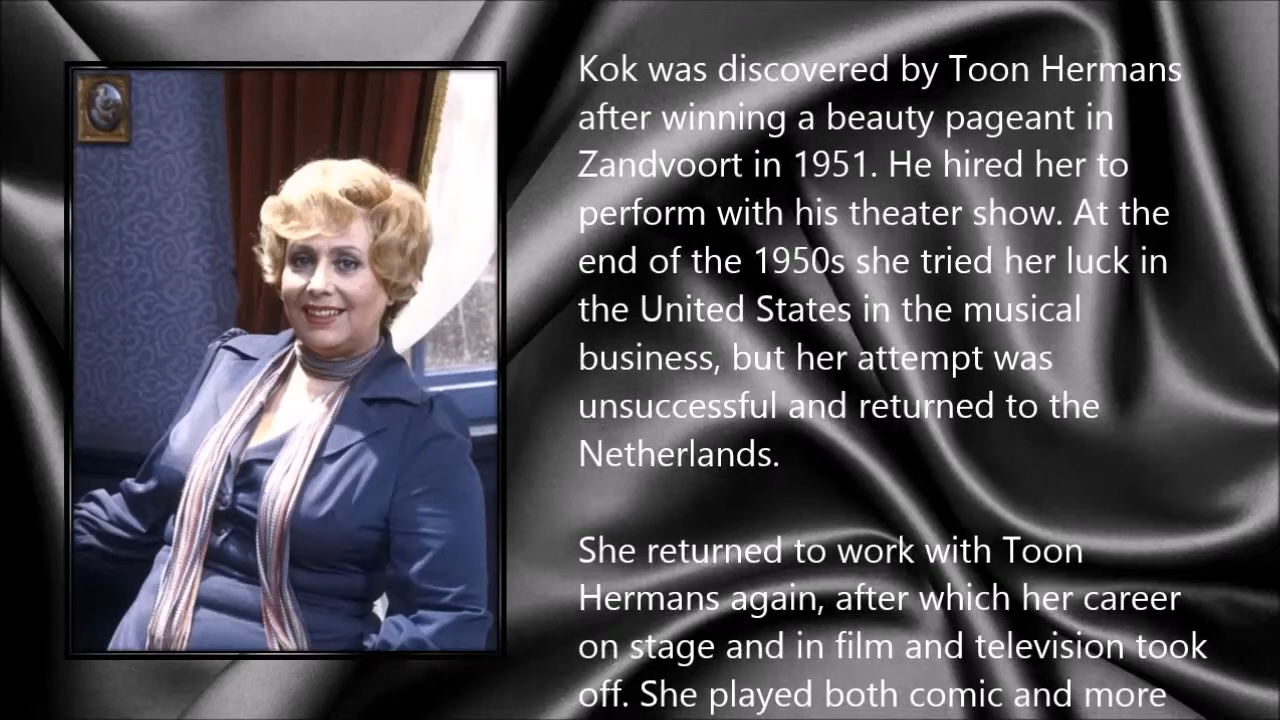 Kok was discovered by Toon Hermans
after winning a beauty pageant in
Zandvoort in 1951. He hired her to
perform with his theater show. At the
end of the 1950s she tried her luck in
the United States in the musical
business, but her attempt was
unsuccessful and returned to the
Netherlands.
She returned to work with Toon
Hermans again, after which her career
on stage and in film and television took
off. She played both comic and more